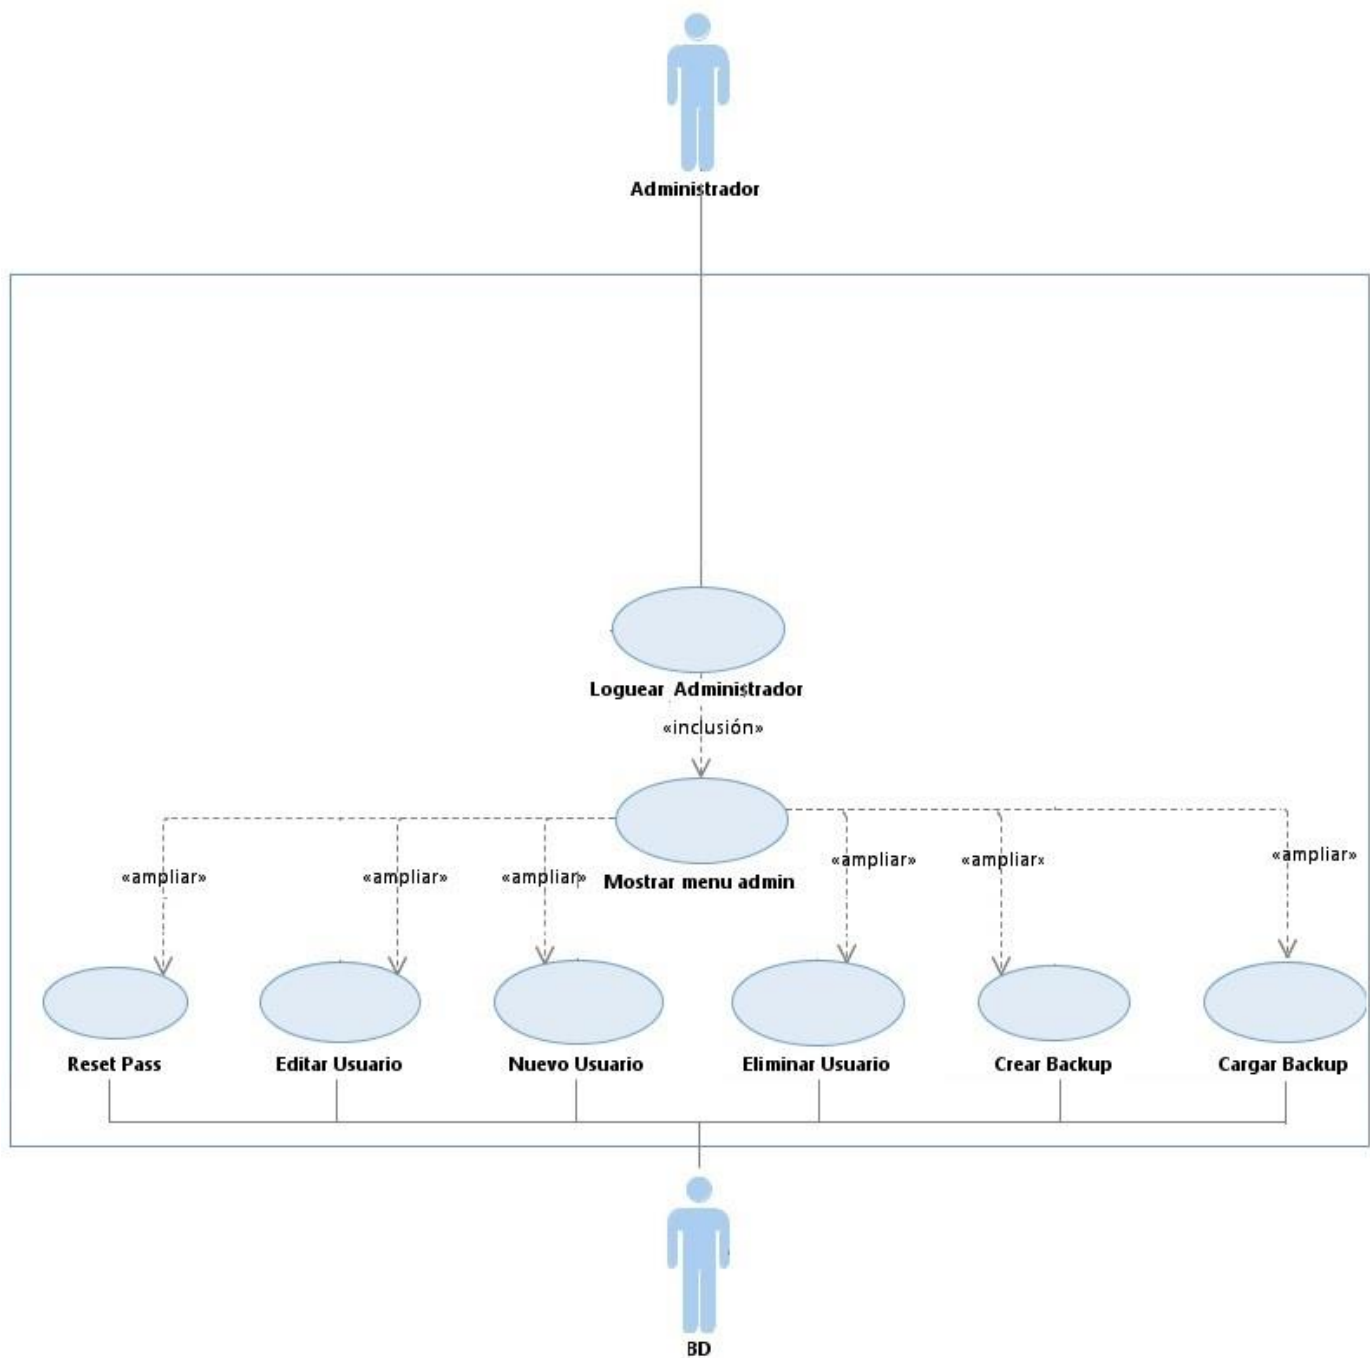 Administrador
Loguear Administrador
«inclusión»
Mostrar menu admin
«ampliar» «ampliar» «ampliar» «ampliar» «ampliar» «ampliar»
Reset Pass Editar Usuario Nuevo Usuario Eliminar Usuario Crear Backup Cargar Backup
BD